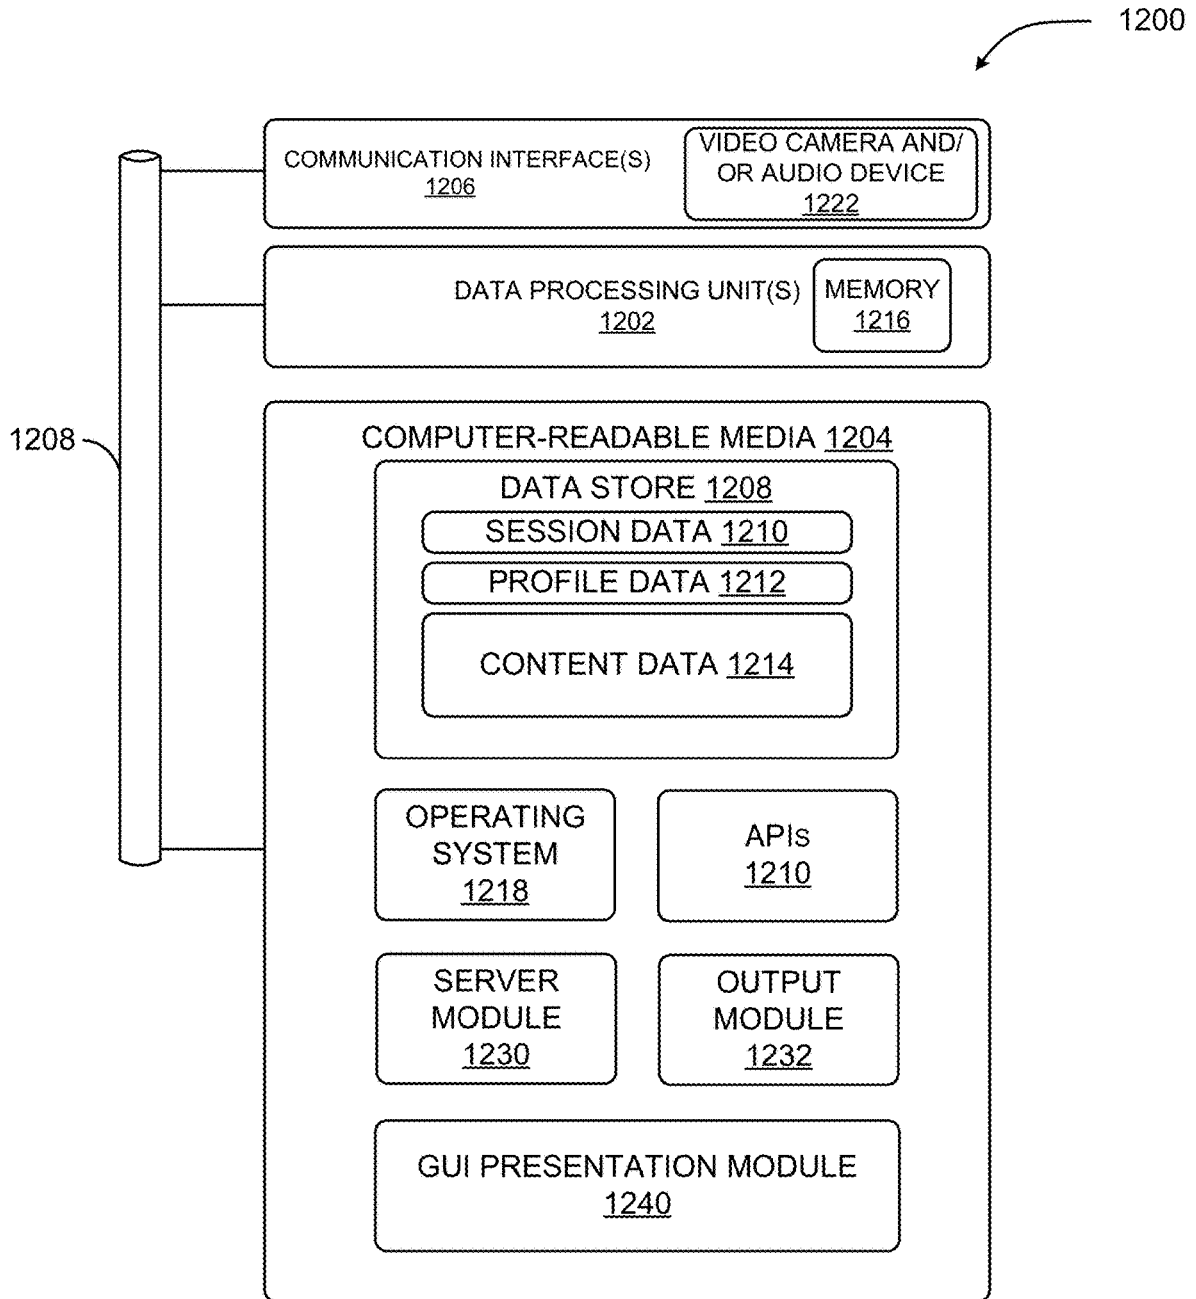 1200
COMMUNICATION INTERFACE(S)
1206
VIDEO CAMERA AND/
OR AUDIO DEVICE
1222
DATA PROCESSING UNIT(S)
1202
MEMORY
1216
1208
COMPUTER-READABLE MEDIA 1204
DATA STORE 1208
SESSION DATA 1210
PROFILE DATA 1212
CONTENT DATA 1214
OPERATING
SYSTEM
1218
APIs
1210
SERVER
MODULE
1230
OUTPUT
MODULE
1232
GUI PRESENTATION MODULE
1240